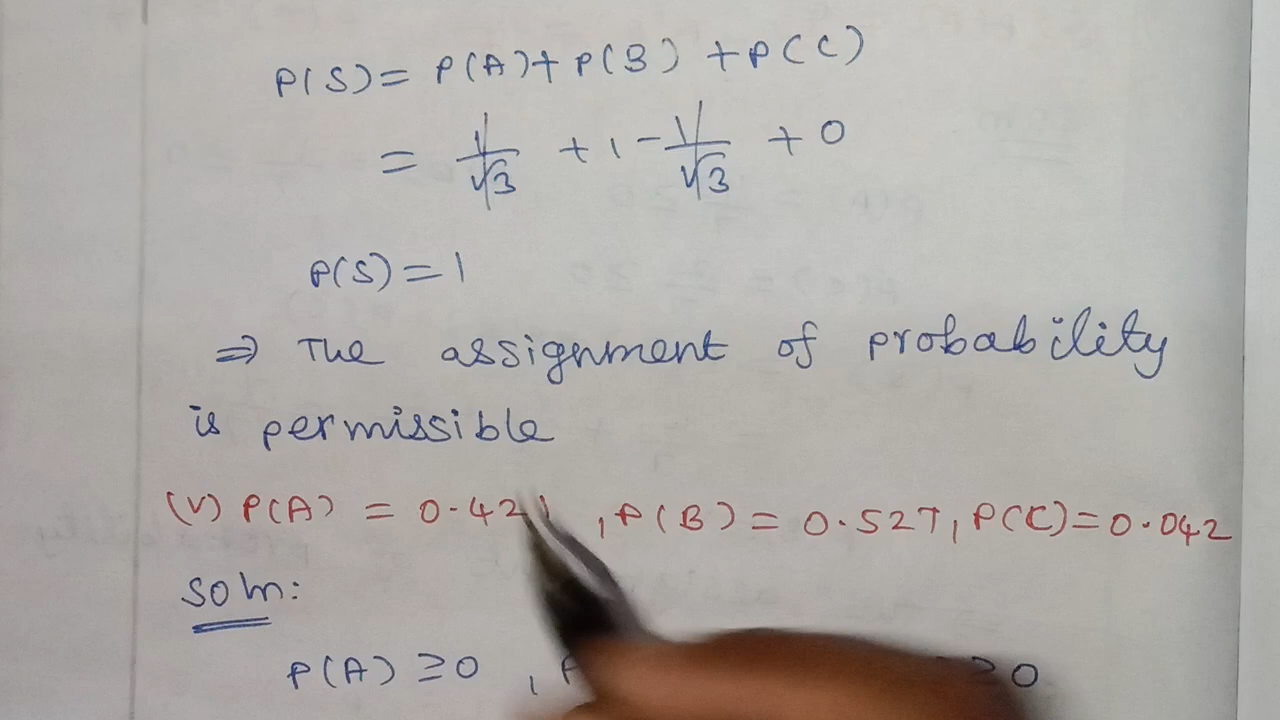 P(S) = P(A) + P(B) + P(C)
= 1/√3 + 1 - 1/√3 + 0
P(S) = 1
⇒ The assignment of probability
is permissible
(V) P(A) = 0.421, P(B) = 0.527, P(C) = 0.042
Soln:
P(A) ≥ 0 , P ≥ 0